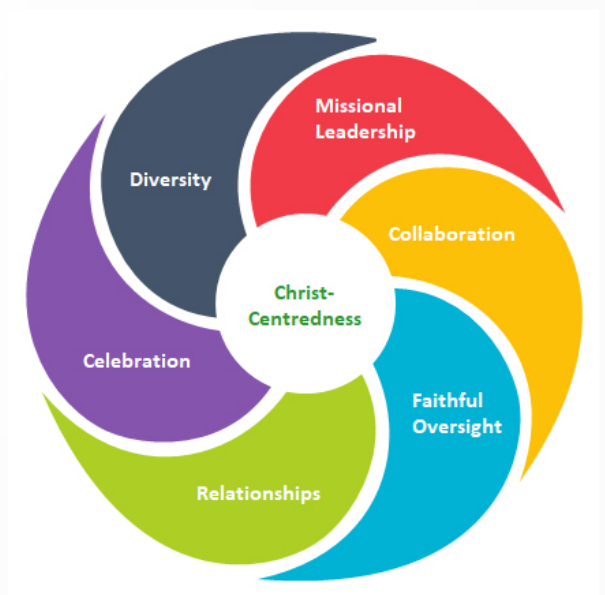 Missional
Leadership
Diversity
Collaboration
Christ-
Centredness
Celebration
Faithful
Oversight
Relationships